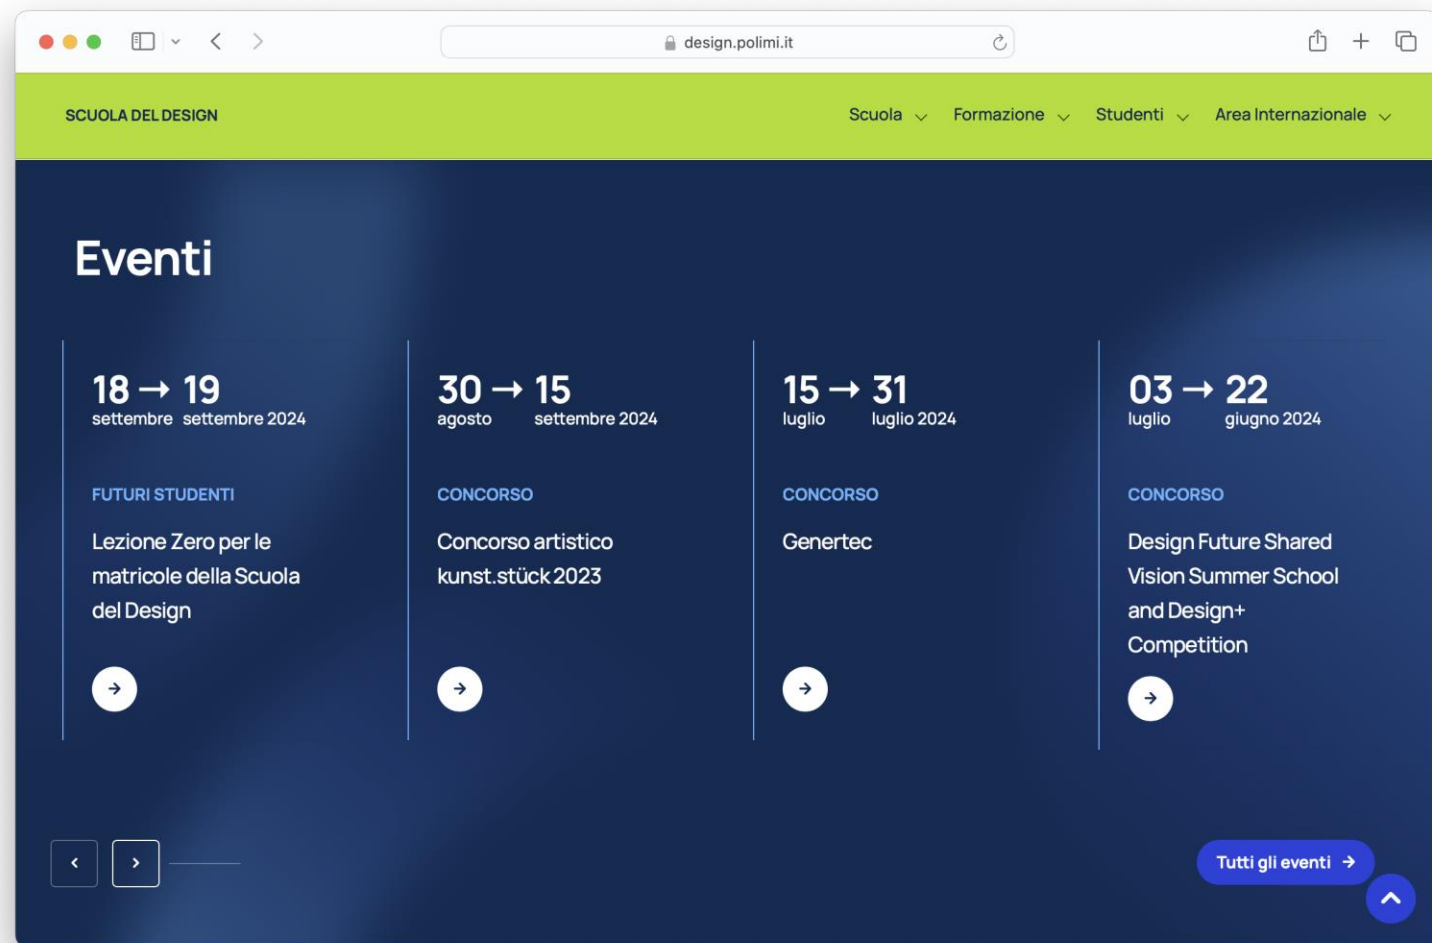 design.polimi.it
SCUOLA DEL DESIGN
Scuola
Formazione
Studenti
Area Internazionale
Eventi
18 → 19
settembre settembre 2024
FUTURI STUDENTI
Lezione Zero per le
matricole della Scuola
del Design
30 → 15
agosto settembre 2024
CONCORSO
Concorso artistico
kunst.stück 2023
15 → 31
luglio luglio 2024
CONCORSO
Genertec
03 → 22
luglio giugno 2024
CONCORSO
Design Future Shared
Vision Summer School
and Design+
Competition
Tutti gli eventi →